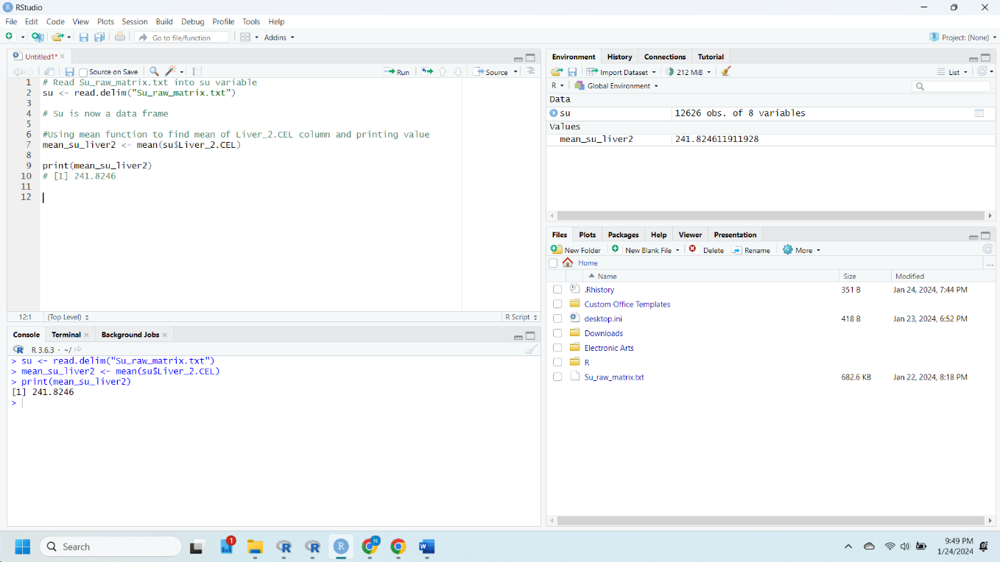 RStudio
File Edit Code View Plots Session Build Debug Profile Tools Help
Go to file/function Addins Project: (None)
Untitled1*
Source on Save Run Source
1 # Read Su_raw_matrix.txt into su variable
2 su <- read.delim("Su_raw_matrix.txt")
3
4 # Su is now a data frame
5
6 #Using mean function to find mean of Liver_2.CEL column and printing value
7 mean_su_liver2 <- mean(su$Liver_2.CEL)
8
9 print(mean_su_liver2)
10 # [1] 241.8246
11
12
12:1 (Top Level) R Script
Console Terminal Background Jobs
R 3.6.3 · ~/
> su <- read.delim("Su_raw_matrix.txt")
> mean_su_liver2 <- mean(su$Liver_2.CEL)
> print(mean_su_liver2)
[1] 241.8246
>
Environment History Connections Tutorial
Import Dataset 212 MiB List
R Global Environment
Data
su 12626 obs. of 8 variables
Values
mean_su_liver2 241.824611911928
Files Plots Packages Help Viewer Presentation
New Folder New Blank File Delete Rename More
Home ...
Name Size Modified
.Rhistory 351 B Jan 24, 2024, 7:44 PM
Custom Office Templates
desktop.ini 418 B Jan 23, 2024, 6:52 PM
Downloads
Electronic Arts
R
Su_raw_matrix.txt 682.6 KB Jan 22, 2024, 8:18 PM
Search 1 R R R N W
9:49 PM
1/24/2024